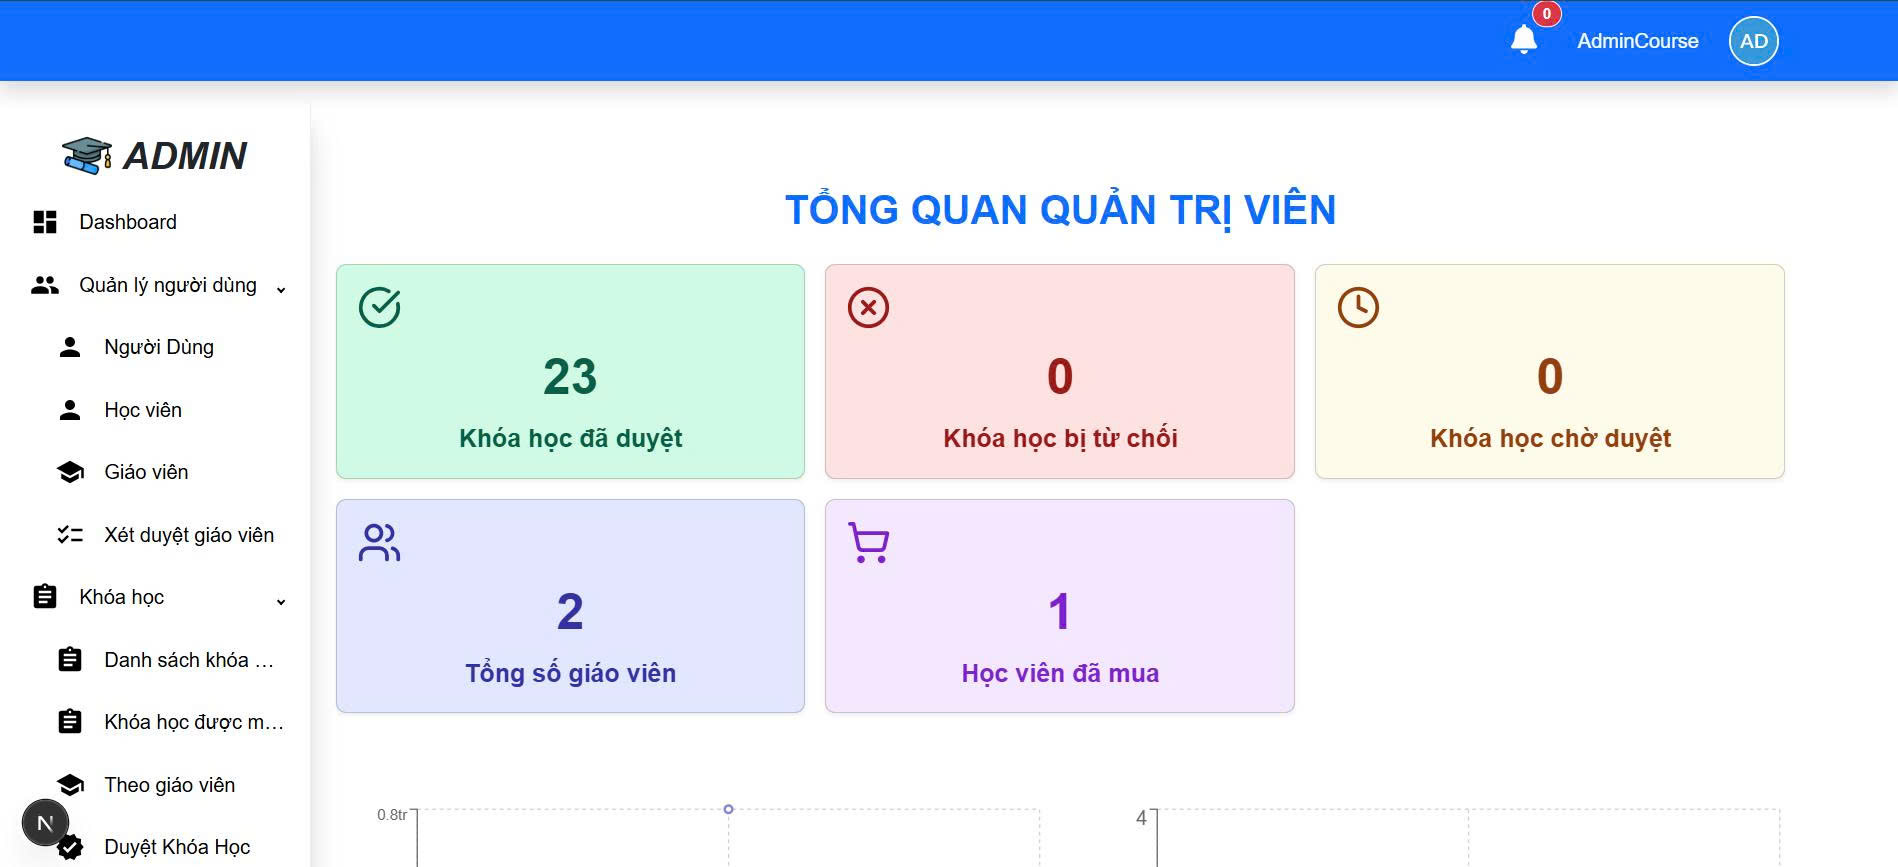 0
AdminCourse
AD
ADMIN
Dashboard
Quản lý người dùng
Người Dùng
Học viên
Giáo viên
Xét duyệt giáo viên
Khóa học
Danh sách khóa ...
Khóa học được m...
Theo giáo viên
N
Duyệt Khóa Học
TỔNG QUAN QUẢN TRỊ VIÊN
23
Khóa học đã duyệt
0
Khóa học bị từ chối
0
Khóa học chờ duyệt
2
Tổng số giáo viên
1
Học viên đã mua
0.8tr
4